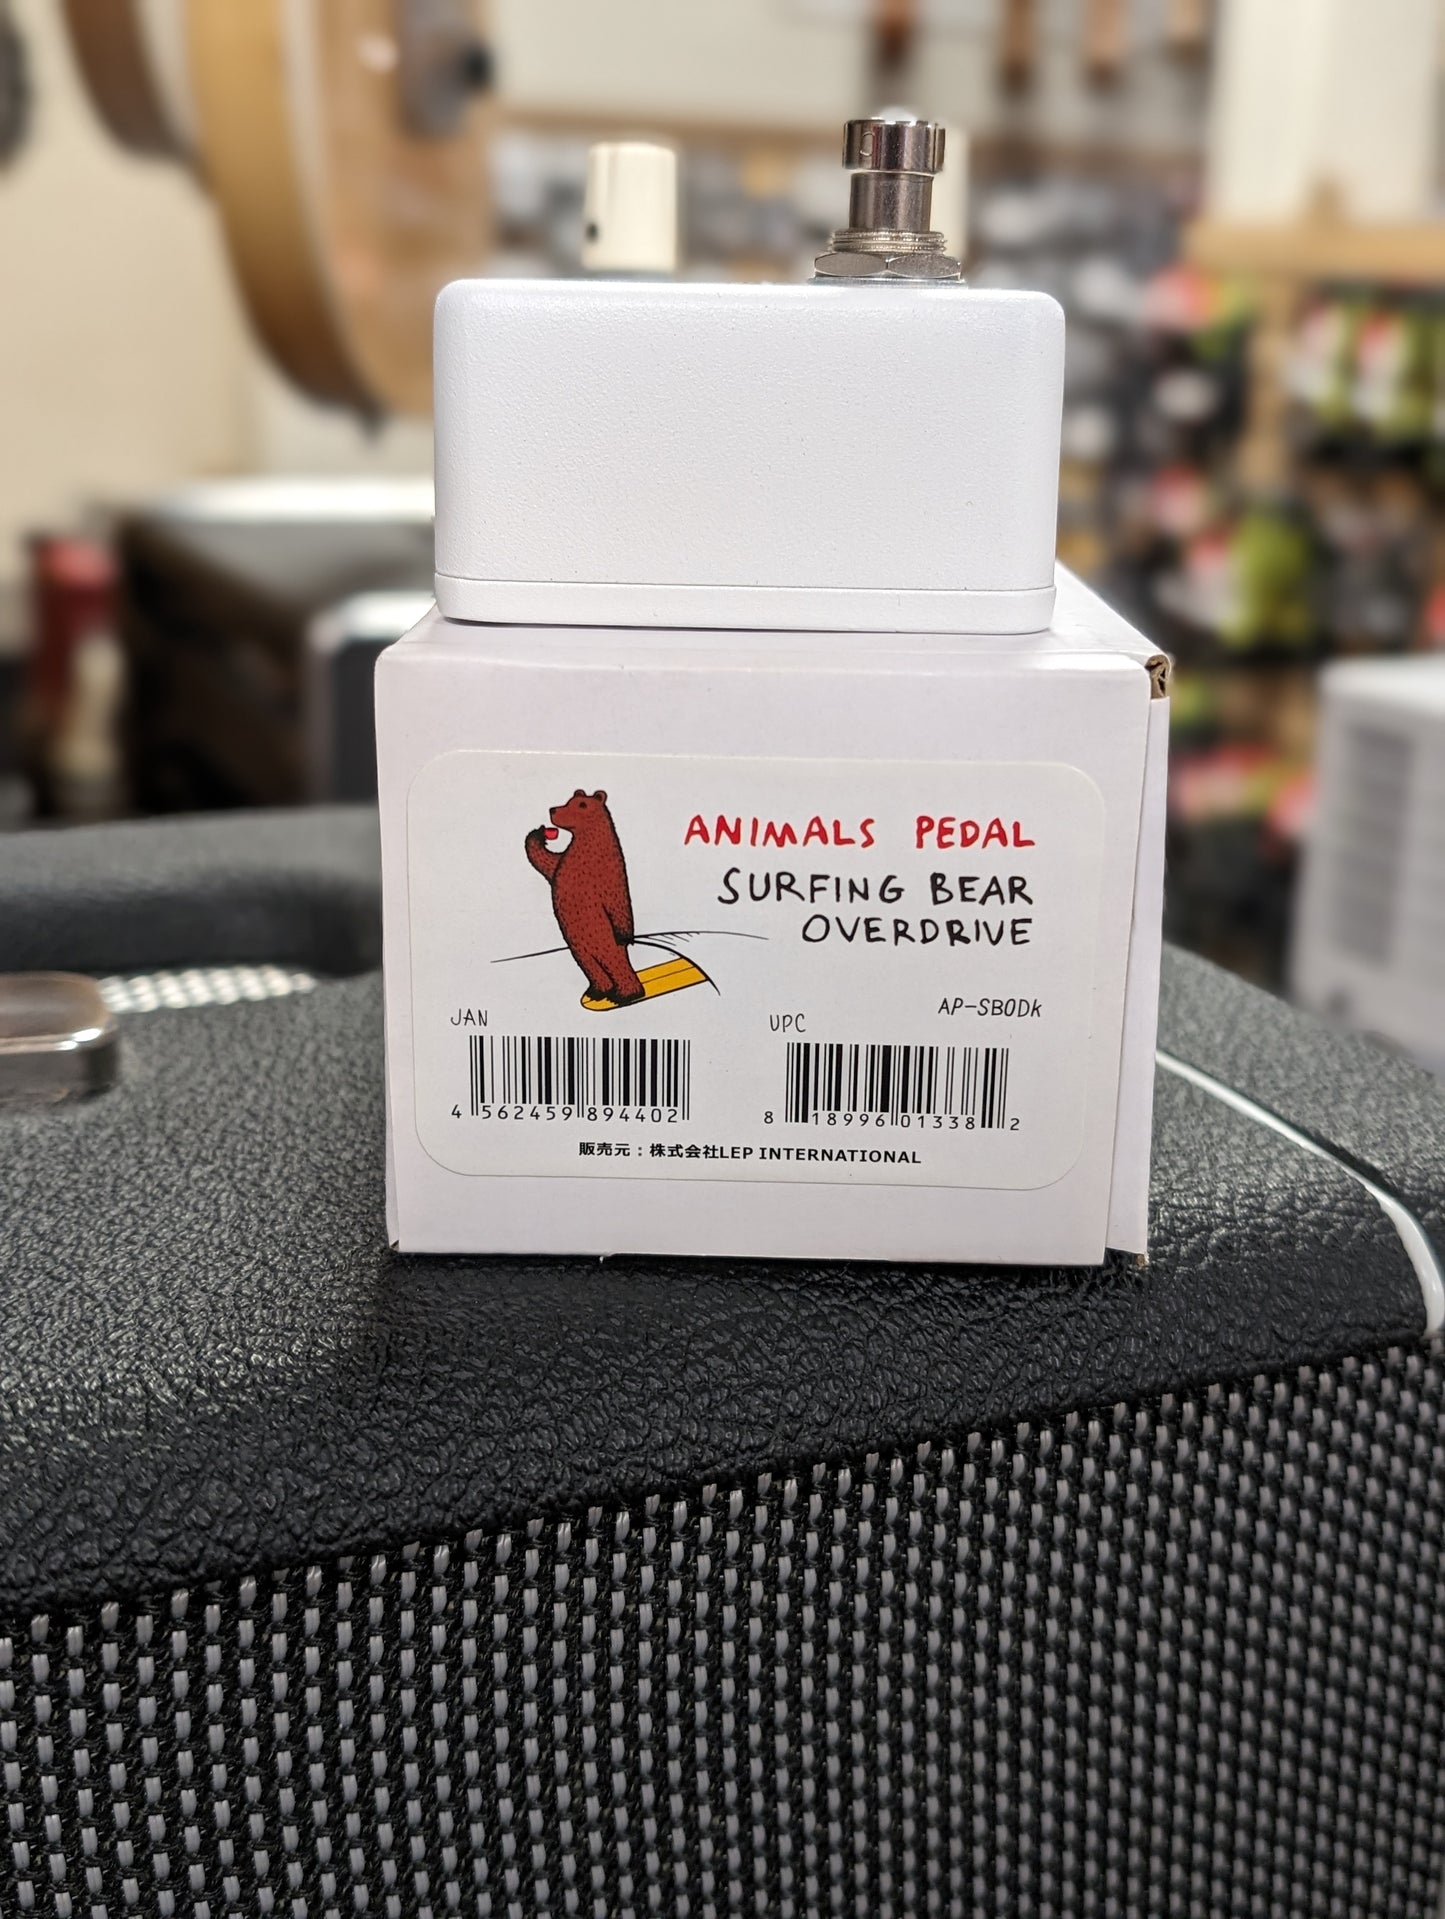 ANIMALS PEDAL
SURFING BEAR
OVERDRIVE
AP-SBODK
JAN
UPC
4 562459 894402
8 18996 01338 2
販売元：株式会社LEP INTERNATIONAL